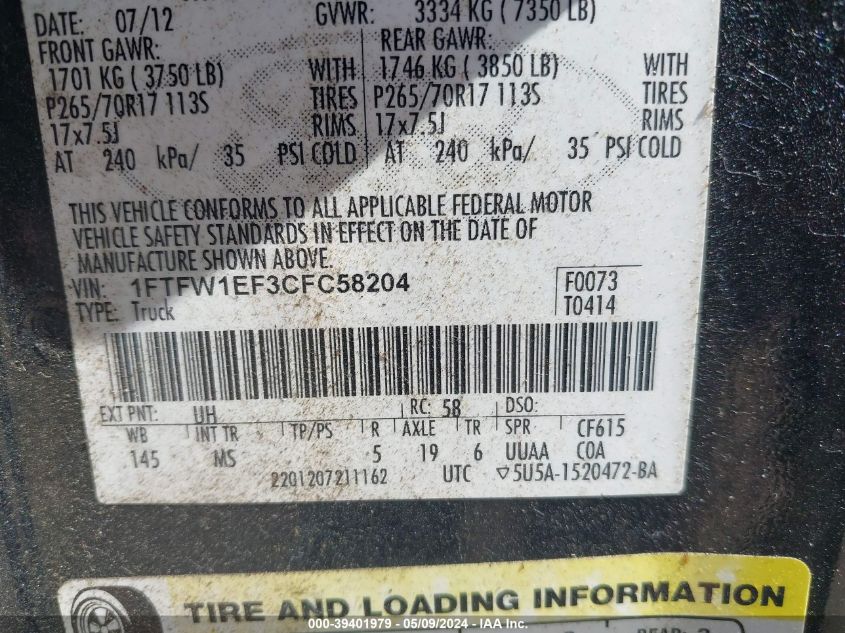 DATE: 07/12 GVWR: 3334 KG ( 7350 LB)
FRONT GAWR: REAR GAWR:
1701 KG ( 3750 LB) WITH 1746 KG ( 3850 LB) WITH
P265/70R17 113S TIRES P265/70R17 113S TIRES
17x7.5J RIMS 17x7.5J RIMS
AT 240 kPa/ 35 PSI COLD AT 240 kPa/ 35 PSI COLD
THIS VEHICLE CONFORMS TO ALL APPLICABLE FEDERAL MOTOR
VEHICLE SAFETY STANDARDS IN EFFECT ON THE DATE OF
MANUFACTURE SHOWN ABOVE.
VIN: 1FTFW1EF3CFC58204 F0073
TYPE: Truck T0414
EXT PNT: UH RC: 58 DSO:
WB INT TR TP/PS R AXLE TR SPR CF615
145 MS 5 19 6 UUAA COA
2201207211162 UTC ▽5U5A-1520472-BA
TIRE AND LOADING INFORMATION
000-39401979 - 05/09/2024 - IAA Inc.